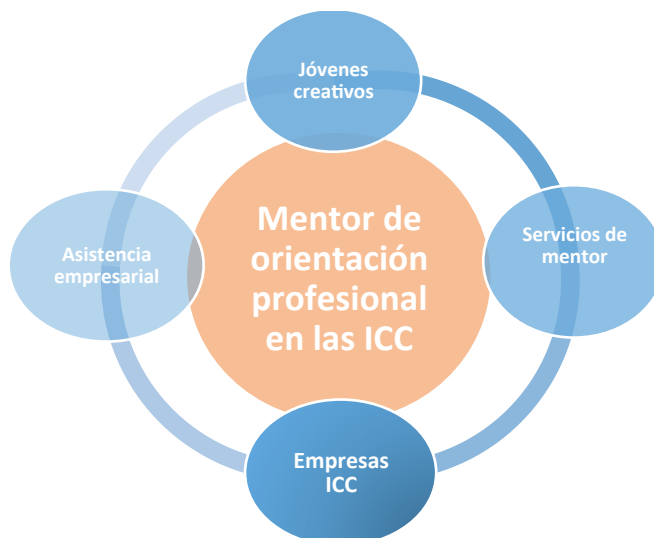 Jóvenes
creativos
Mentor de
orientación
profesional
en las ICC
Servicios de
mentor
Asistencia
empresarial
Empresas
ICC